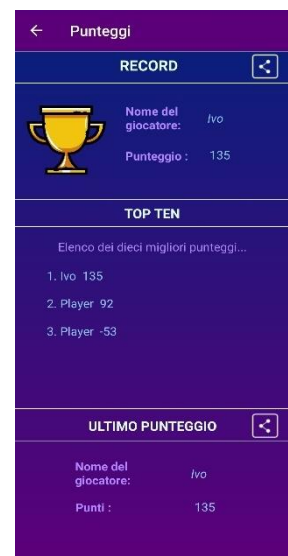 Punteggi
RECORD
Nome del
giocatore:
Ivo
Punteggio :
135
TOP TEN
Elenco dei dieci migliori punteggi...
1. Ivo 135
2. Player 92
3. Player -53
ULTIMO PUNTEGGIO
Nome del
giocatore:
Ivo
Punti :
135